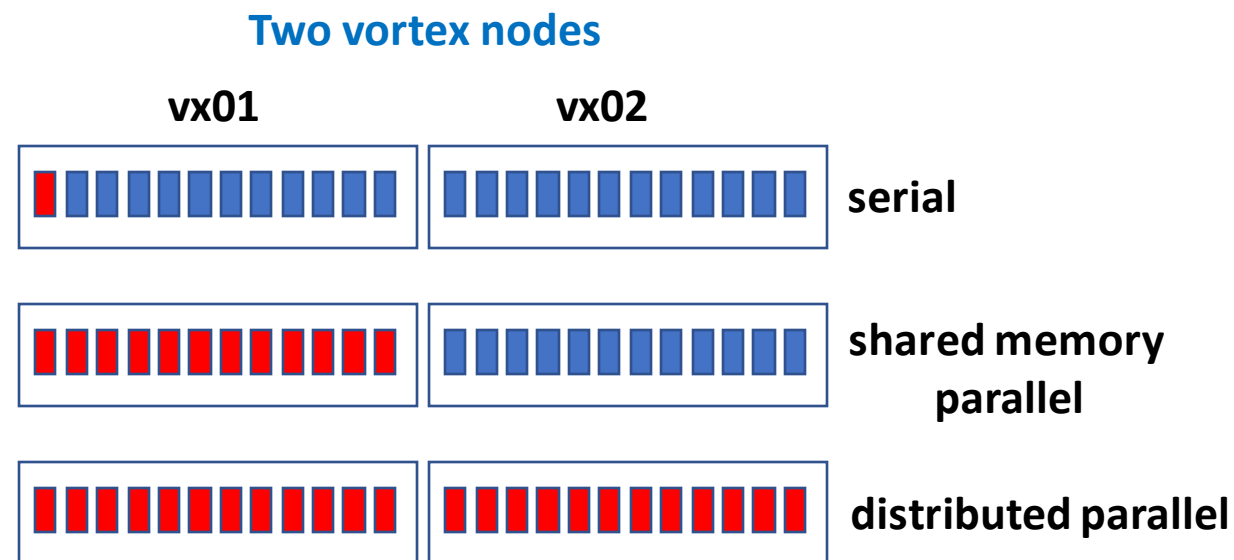 Two vortex nodes
vx01
vx02
serial
shared memory
parallel
distributed parallel